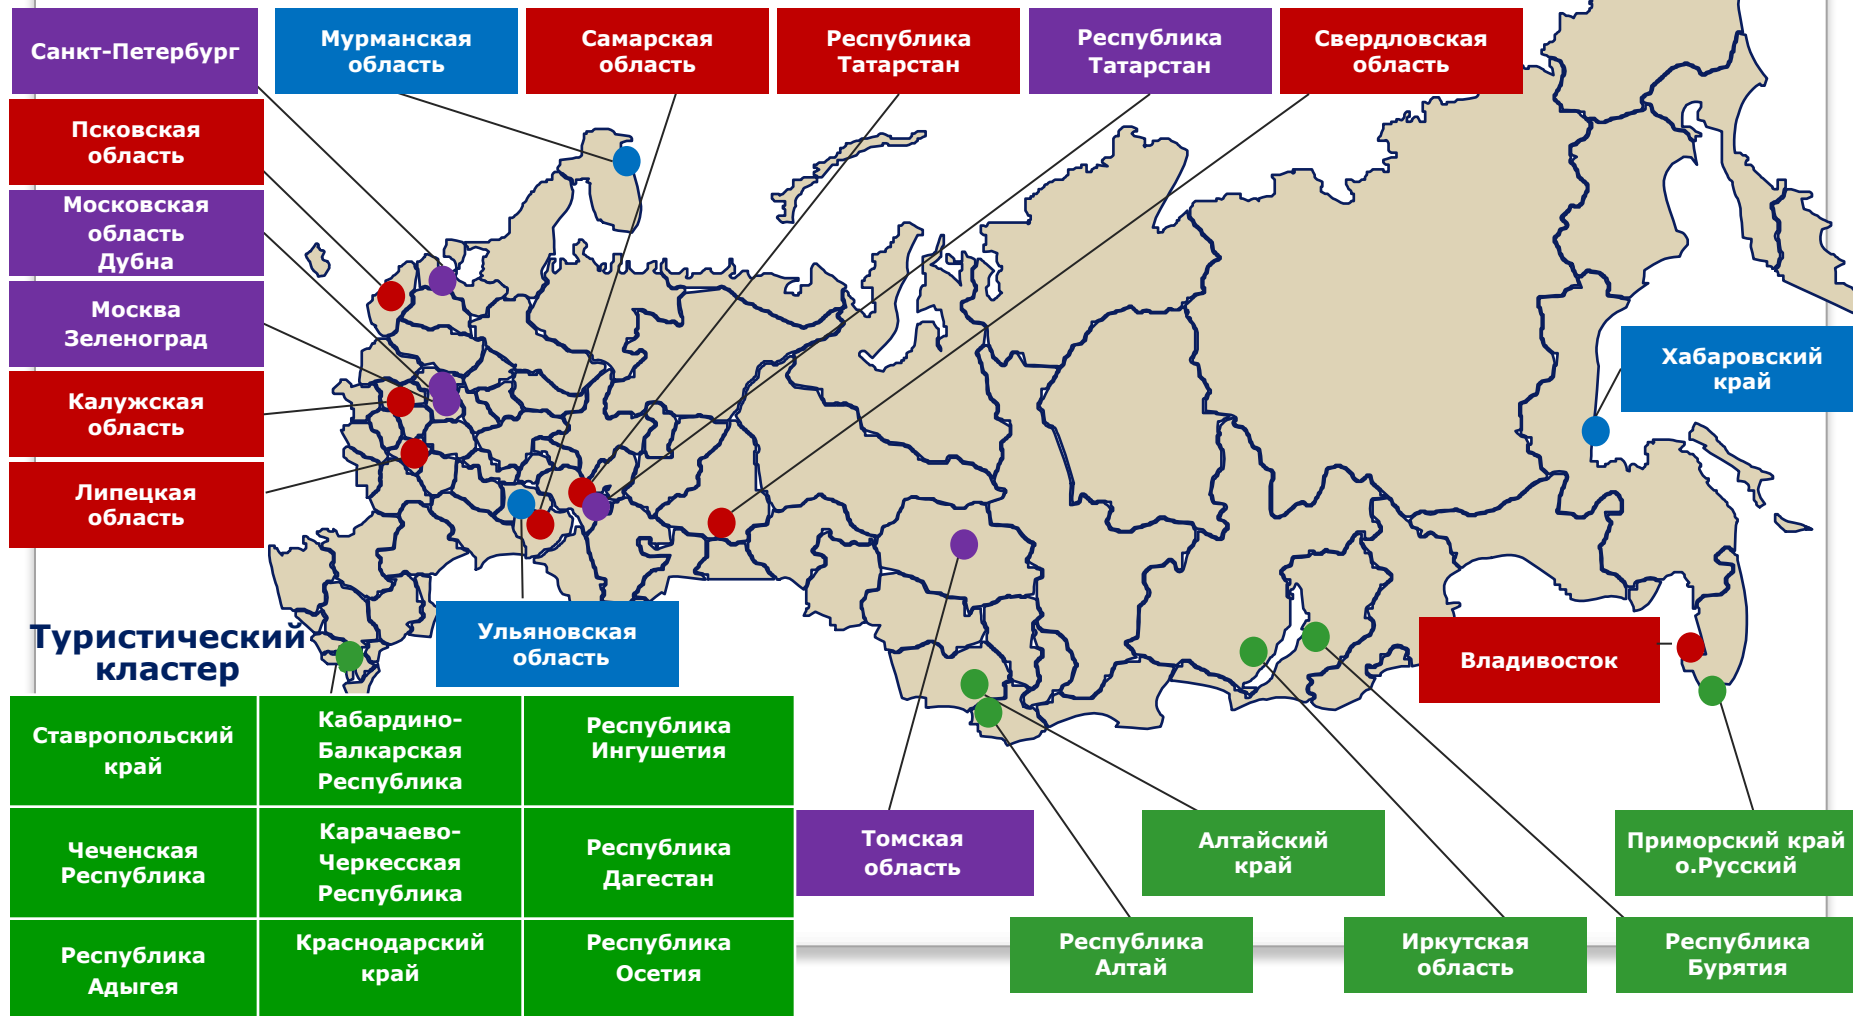 Санкт-Петербург
Мурманская
область
Самарская
область
Республика
Татарстан
Республика
Татарстан
Свердловская
область
Псковская
область
Московская
область
Дубна
Москва
Зеленоград
Калужская
область
Липецкая
область
Хабаровский
край
Ульяновская
область
Владивосток
Туристический
кластер
Ставропольский
край
Кабардино-
Балкарская
Республика
Республика
Ингушетия
Чеченская
Республика
Карачаево-
Черкесская
Республика
Республика
Дагестан
Республика
Адыгея
Краснодарский
край
Республика
Осетия
Томская
область
Алтайский
край
Приморский край
о.Русский
Республика
Алтай
Иркутская
область
Республика
Бурятия